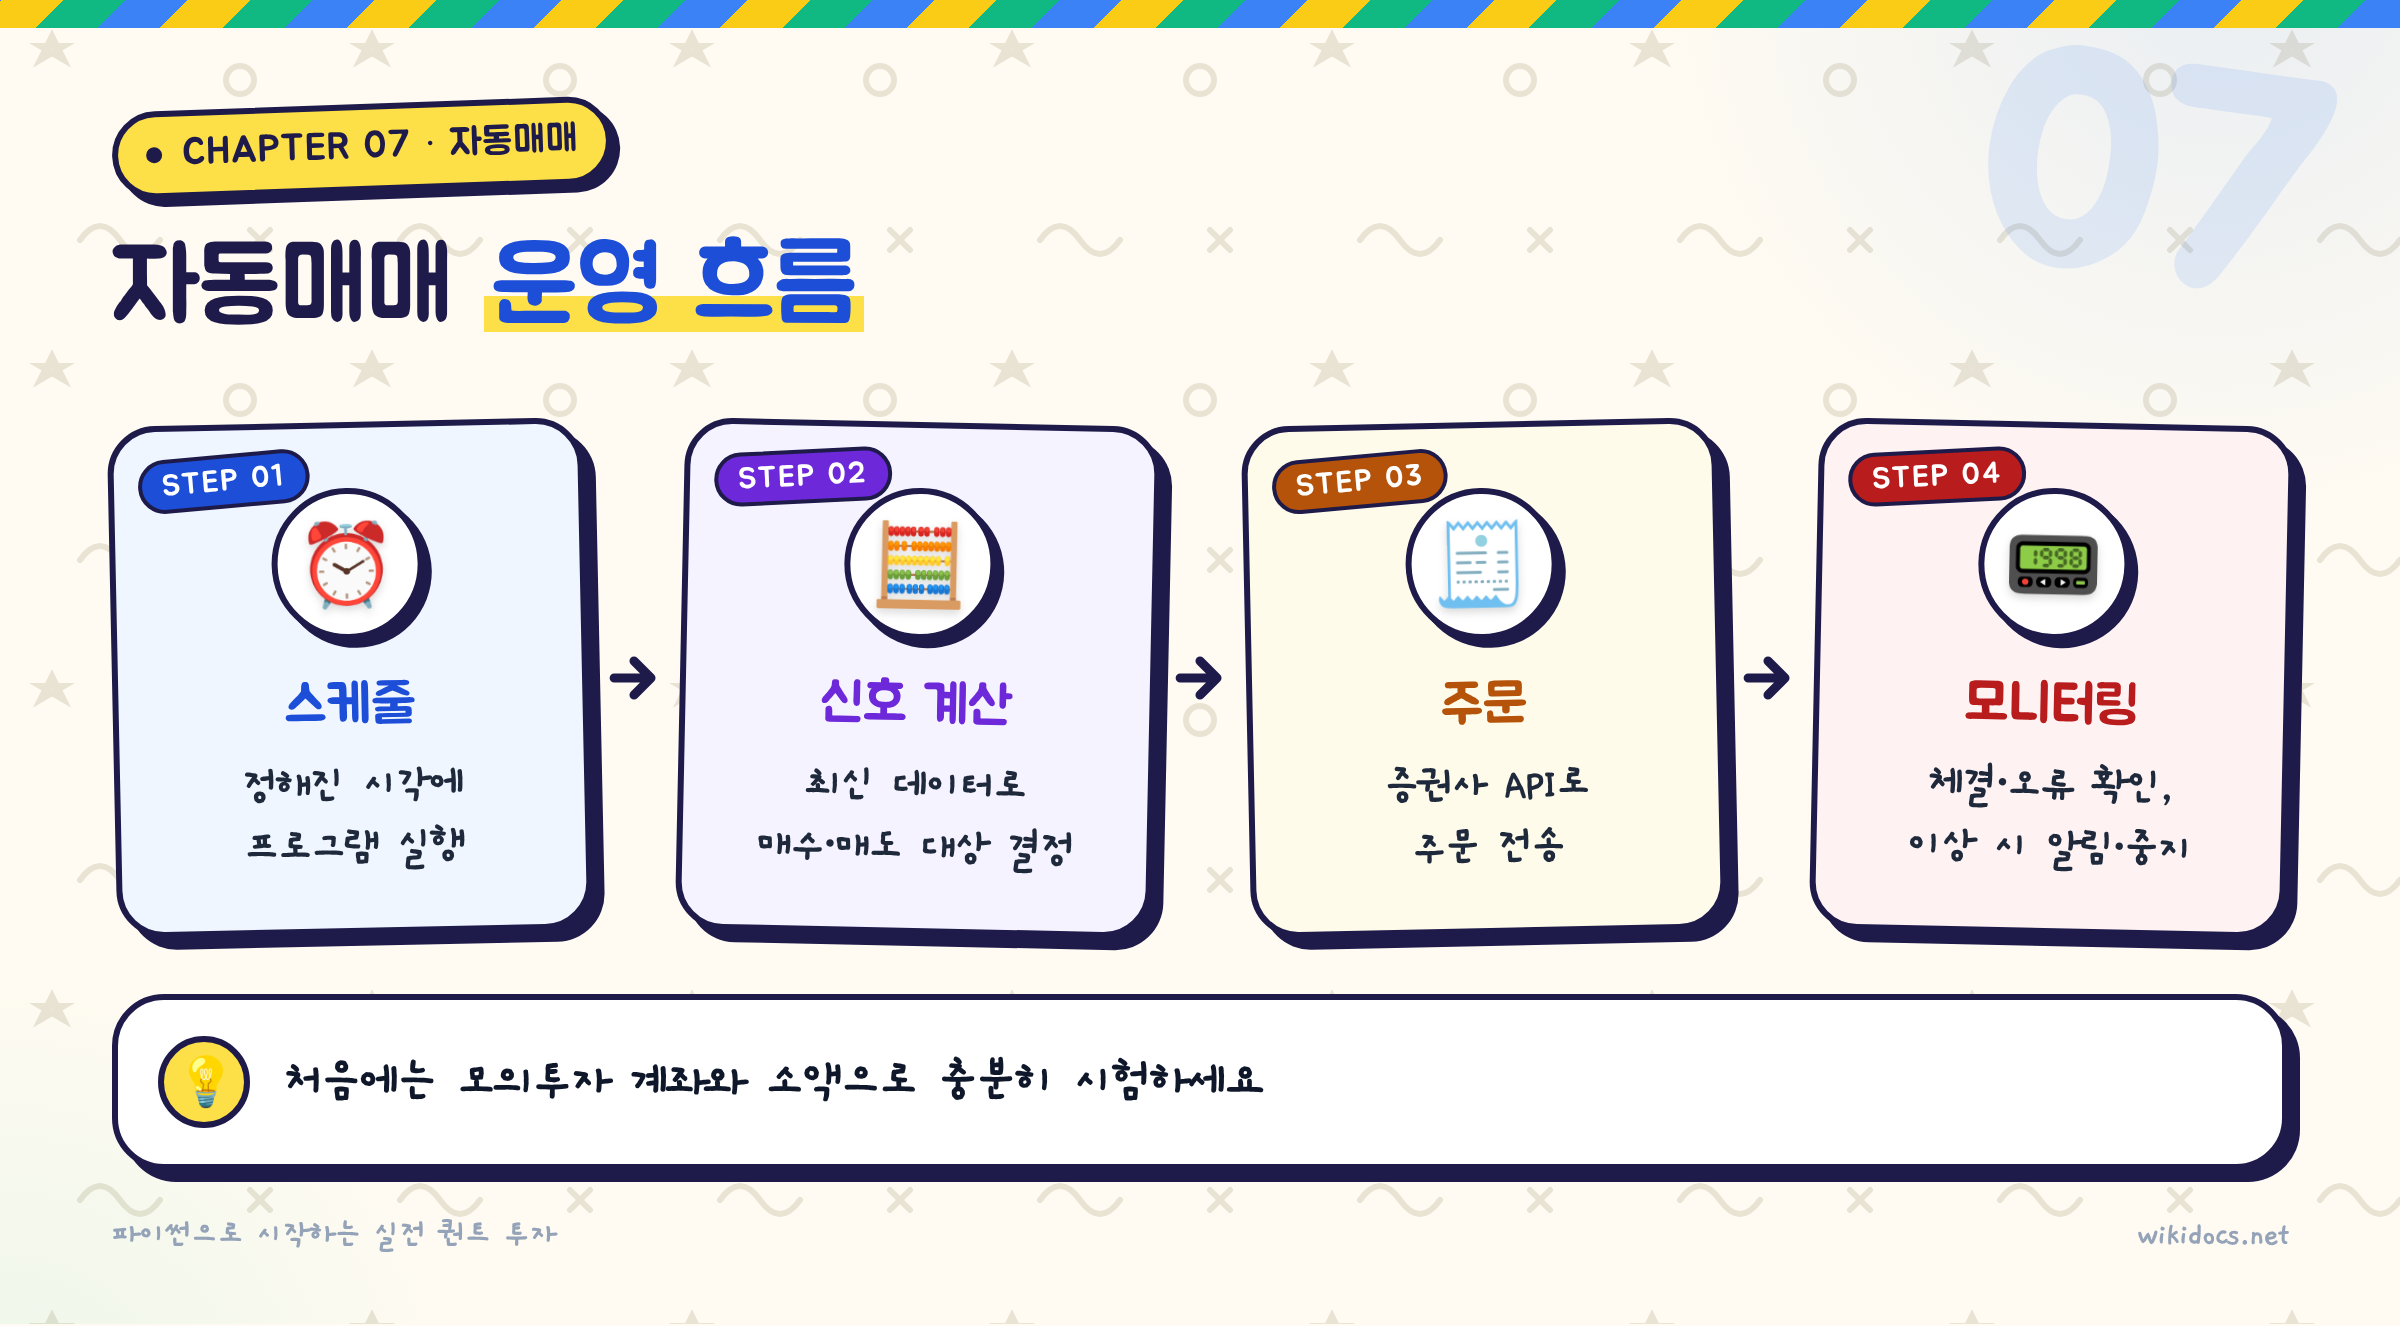 07
CHAPTER 07 · 자동매매
자동매매 운영 흐름
STEP 01
스케줄
정해진 시각에
프로그램 실행
STEP 02
신호 계산
최신 데이터로
매수·매도 대상 결정
STEP 03
주문
증권사 API로
주문 전송
STEP 04
1998
모니터링
체결·오류 확인,
이상 시 알림·중지
처음에는 모의투자 계좌와 소액으로 충분히 시험하세요
파이썬으로 시작하는 실전 퀀트 투자
wikidocs.net